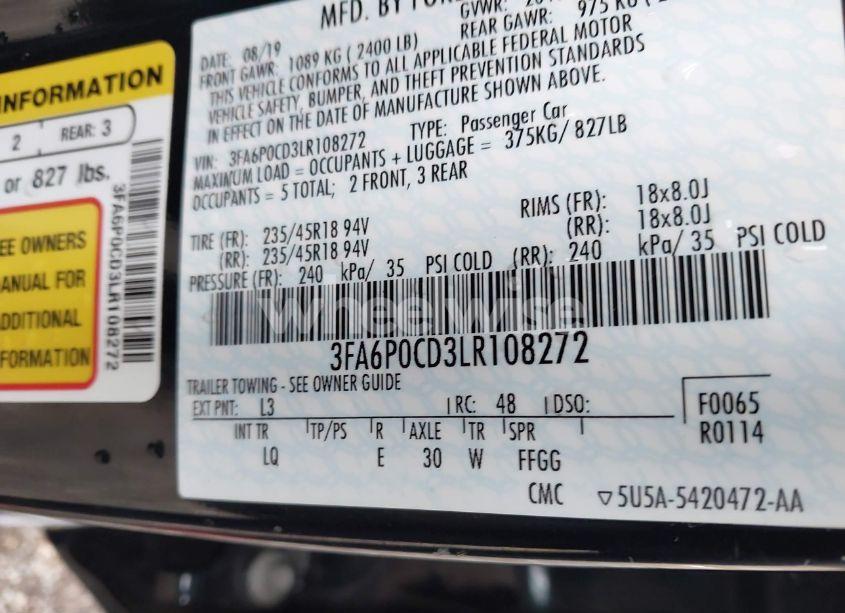 INFORMATION
2 REAR: 3
or 827 lbs.
EE OWNERS
ANUAL FOR
ADDITIONAL
FORMATION
3FA6P0CD3LR108272
MFD. BY
DATE: 08/19 GVWR:
FRONT GAWR: 1089 KG ( 2400 LB) REAR GAWR: 975 KG (
THIS VEHICLE CONFORMS TO ALL APPLICABLE FEDERAL MOTOR
VEHICLE SAFETY, BUMPER, AND THEFT PREVENTION STANDARDS
IN EFFECT ON THE DATE OF MANUFACTURE SHOWN ABOVE.
VIN: 3FA6P0CD3LR108272 TYPE: Passenger Car
MAXIMUM LOAD = OCCUPANTS + LUGGAGE = 375KG/ 827LB
OCCUPANTS = 5 TOTAL; 2 FRONT, 3 REAR
TIRE (FR): 235/45R18 94V RIMS (FR): 18x8.0J
(RR): 235/45R18 94V (RR): 18x8.0J
PRESSURE (FR): 240 kPa/ 35 PSI COLD (RR): 240 kPa/ 35 PSI COLD
wheelwise
3FA6P0CD3LR108272
TRAILER TOWING - SEE OWNER GUIDE
EXT PNT: L3 RC: 48 DSO: F0065
INT TR TP/PS R AXLE TR SPR R0114
LQ E 30 W FFGG
CMC ▽5U5A-5420472-AA